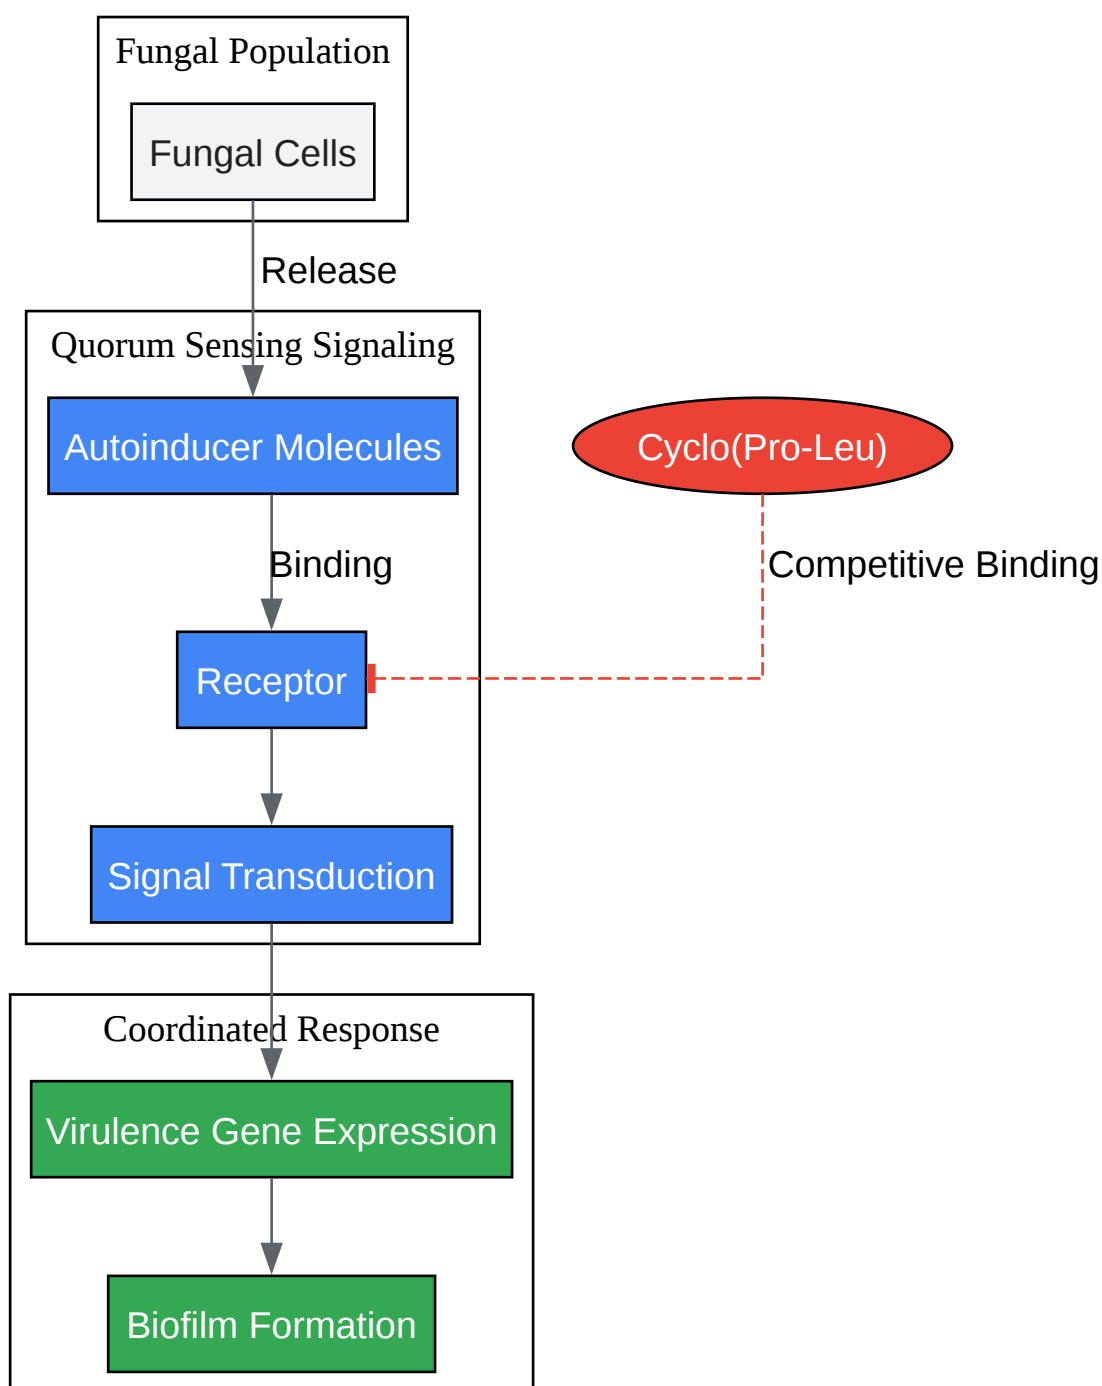 Fungal Population
Fungal Cells
Release
Quorum Sensing Signaling
Autoinducer Molecules
Cyclo(Pro-Leu)
Binding
Competitive Binding
Receptor
Signal Transduction
Coordinated Response
Virulence Gene Expression
Biofilm Formation